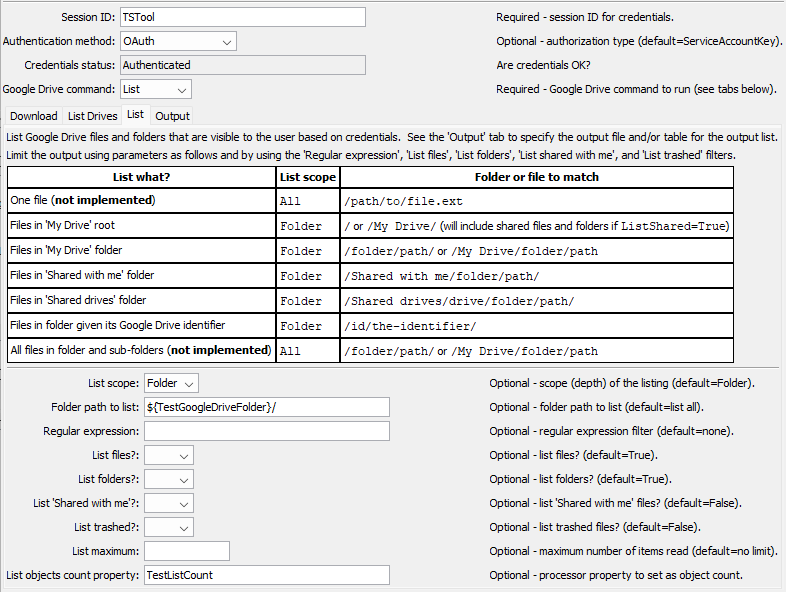 Session ID: TSTool Required - session ID for credentials.
Authentication method: OAuth Optional - authorization type (default=ServiceAccountKey).
Credentials status: Authenticated Are credentials OK?
Google Drive command: List Required - Google Drive command to run (see tabs below).
Download List Drives List Output
List Google Drive files and folders that are visible to the user based on credentials. See the 'Output' tab to specify the output file and/or table for the output list.
Limit the output using parameters as follows and by using the 'Regular expression', 'List files', 'List folders', 'List shared with me', and 'List trashed' filters.
List what? List scope Folder or file to match
One file (not implemented) All /path/to/file.ext
Files in 'My Drive' root Folder / or /My Drive/ (will include shared files and folders if ListShared=True)
Files in 'My Drive' folder Folder /folder/path/ or /My Drive/folder/path
Files in 'Shared with me' folder Folder /Shared with me/folder/path/
Files in 'Shared drives' folder Folder /Shared drives/drive/folder/path/
Files in folder given its Google Drive identifier Folder /id/the-identifier/
All files in folder and sub-folders (not implemented) All /folder/path/ or /My Drive/folder/path
List scope: Folder Optional - scope (depth) of the listing (default=Folder).
Folder path to list: ${TestGoogleDriveFolder}/ Optional - folder path to list (default=list all).
Regular expression: Optional - regular expression filter (default=none).
List files?: Optional - list files? (default=True).
List folders?: Optional - list folders? (default=True).
List 'Shared with me'?: Optional - list 'Shared with me' files? (default=False).
List trashed?: Optional - list trashed files? (default=False).
List maximum: Optional - maximum number of items read (default=no limit).
List objects count property: TestListCount Optional - processor property to set as object count.